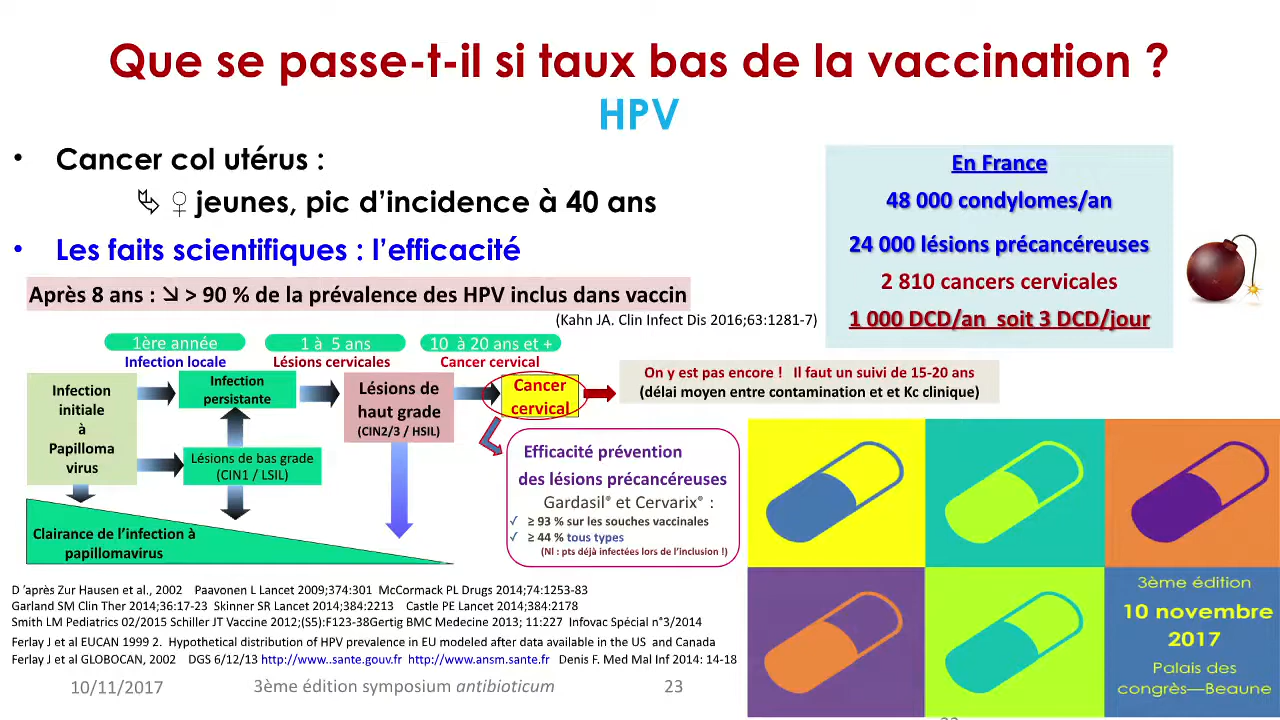 Que se passe-t-il si taux bas de la vaccination ?
HPV
• Cancer col utérus :
♀ jeunes, pic d’incidence à 40 ans
• Les faits scientifiques : l’efficacité
Après 8 ans : ↘ > 90 % de la prévalence des HPV inclus dans vaccin
(Kahn JA. Clin Infect Dis 2016;63:1281-7)
En France
48 000 condylomes/an
24 000 lésions précancéreuses
2 810 cancers cervicales
1 000 DCD/an soit 3 DCD/jour
1ère année
Infection locale
1 à 5 ans
Lésions cervicales
10 à 20 ans et +
Cancer cervical
Infection
initiale
à
Papilloma
virus
Infection
persistante
Lésions de bas grade
(CIN1 / LSIL)
Lésions de
haut grade
(CIN2/3 / HSIL)
Cancer
cervical
On y est pas encore ! Il faut un suivi de 15-20 ans
(délai moyen entre contamination et et Kc clinique)
Efficacité prévention
des lésions précancéreuses
Gardasil® et Cervarix® :
✓ ≥ 93 % sur les souches vaccinales
✓ ≥ 44 % tous types
(Nl : pts déjà infectées lors de l’inclusion !)
Clairance de l’infection à
papillomavirus
D ’après Zur Hausen et al., 2002 Paavonen L Lancet 2009;374:301 McCormack PL Drugs 2014;74:1253-83
Garland SM Clin Ther 2014;36:17-23 Skinner SR Lancet 2014;384:2213 Castle PE Lancet 2014;384:2178
Smith LM Pediatrics 02/2015 Schiller JT Vaccine 2012;(S5):F123-38Gertig BMC Medecine 2013; 11:227 Infovac Spécial n°3/2014
Ferlay J et al EUCAN 1999 2. Hypothetical distribution of HPV prevalence in EU modeled after data available in the US and Canada
Ferlay J et al GLOBOCAN, 2002 DGS 6/12/13 http://www..sante.gouv.fr http://www.ansm.sante.fr Denis F. Med Mal Inf 2014: 14-18
10/11/2017
3ème édition symposium antibioticum
23
3ème édition
10 novembre
2017
Palais des
congrès—Beaune